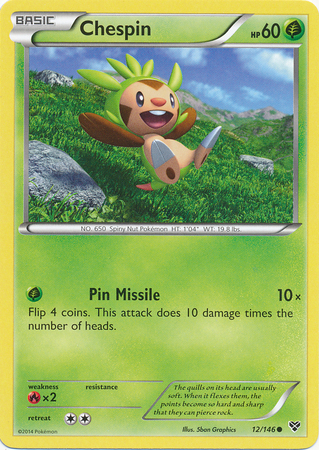 BASIC
Chespin
HP60
NO. 650 Spiny Nut Pokémon HT: 1'04" WT: 19.8 lbs.
Pin Missile 10×
Flip 4 coins. This attack does 10 damage times the
number of heads.
weakness resistance
×2
retreat
The quills on its head are usually
soft. When it flexes them, the
points become so hard and sharp
that they can pierce rock.
©2014 Pokémon
Illus. 5ban Graphics
12/146
XY